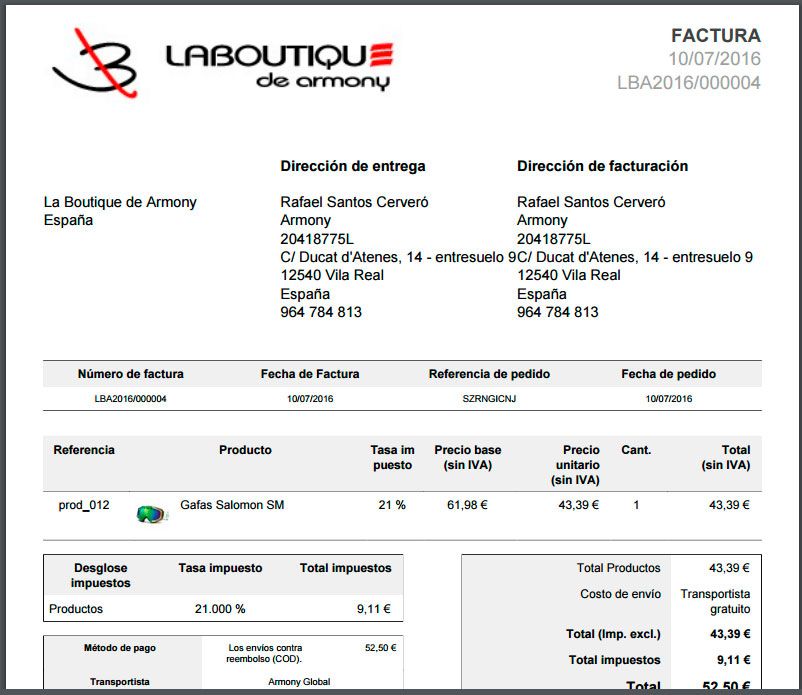 LABOUTIQUE
de armony
FACTURA
10/07/2016
LBA2016/000004
La Boutique de Armony
España
Dirección de entrega
Rafael Santos Cerveró
Armony
20418775L
C/ Ducat d'Atenes, 14 - entresuelo 9
12540 Vila Real
España
964 784 813
Dirección de facturación
Rafael Santos Cerveró
Armony
20418775L
C/ Ducat d'Atenes, 14 - entresuelo 9
12540 Vila Real
España
964 784 813
Número de factura Fecha de Factura Referencia de pedido Fecha de pedido
LBA2016/000004 10/07/2016 SZRNGICNJ 10/07/2016
Referencia Producto Tasa im Precio base Precio Cant. Total
puesto (sin IVA) unitario (sin IVA)
(sin IVA)
prod_012 Gafas Salomon SM 21 % 61,98 € 43,39 € 1 43,39 €
Desglose Tasa impuesto Total impuestos
impuestos
Productos 21.000 % 9,11 €
Método de pago Los envíos contra 52,50 €
reembolso (COD).
Transportista Armony Global
Total Productos 43,39 €
Costo de envío Transportista
gratuito
Total (Imp. excl.) 43,39 €
Total impuestos 9,11 €
Total 52,50 €